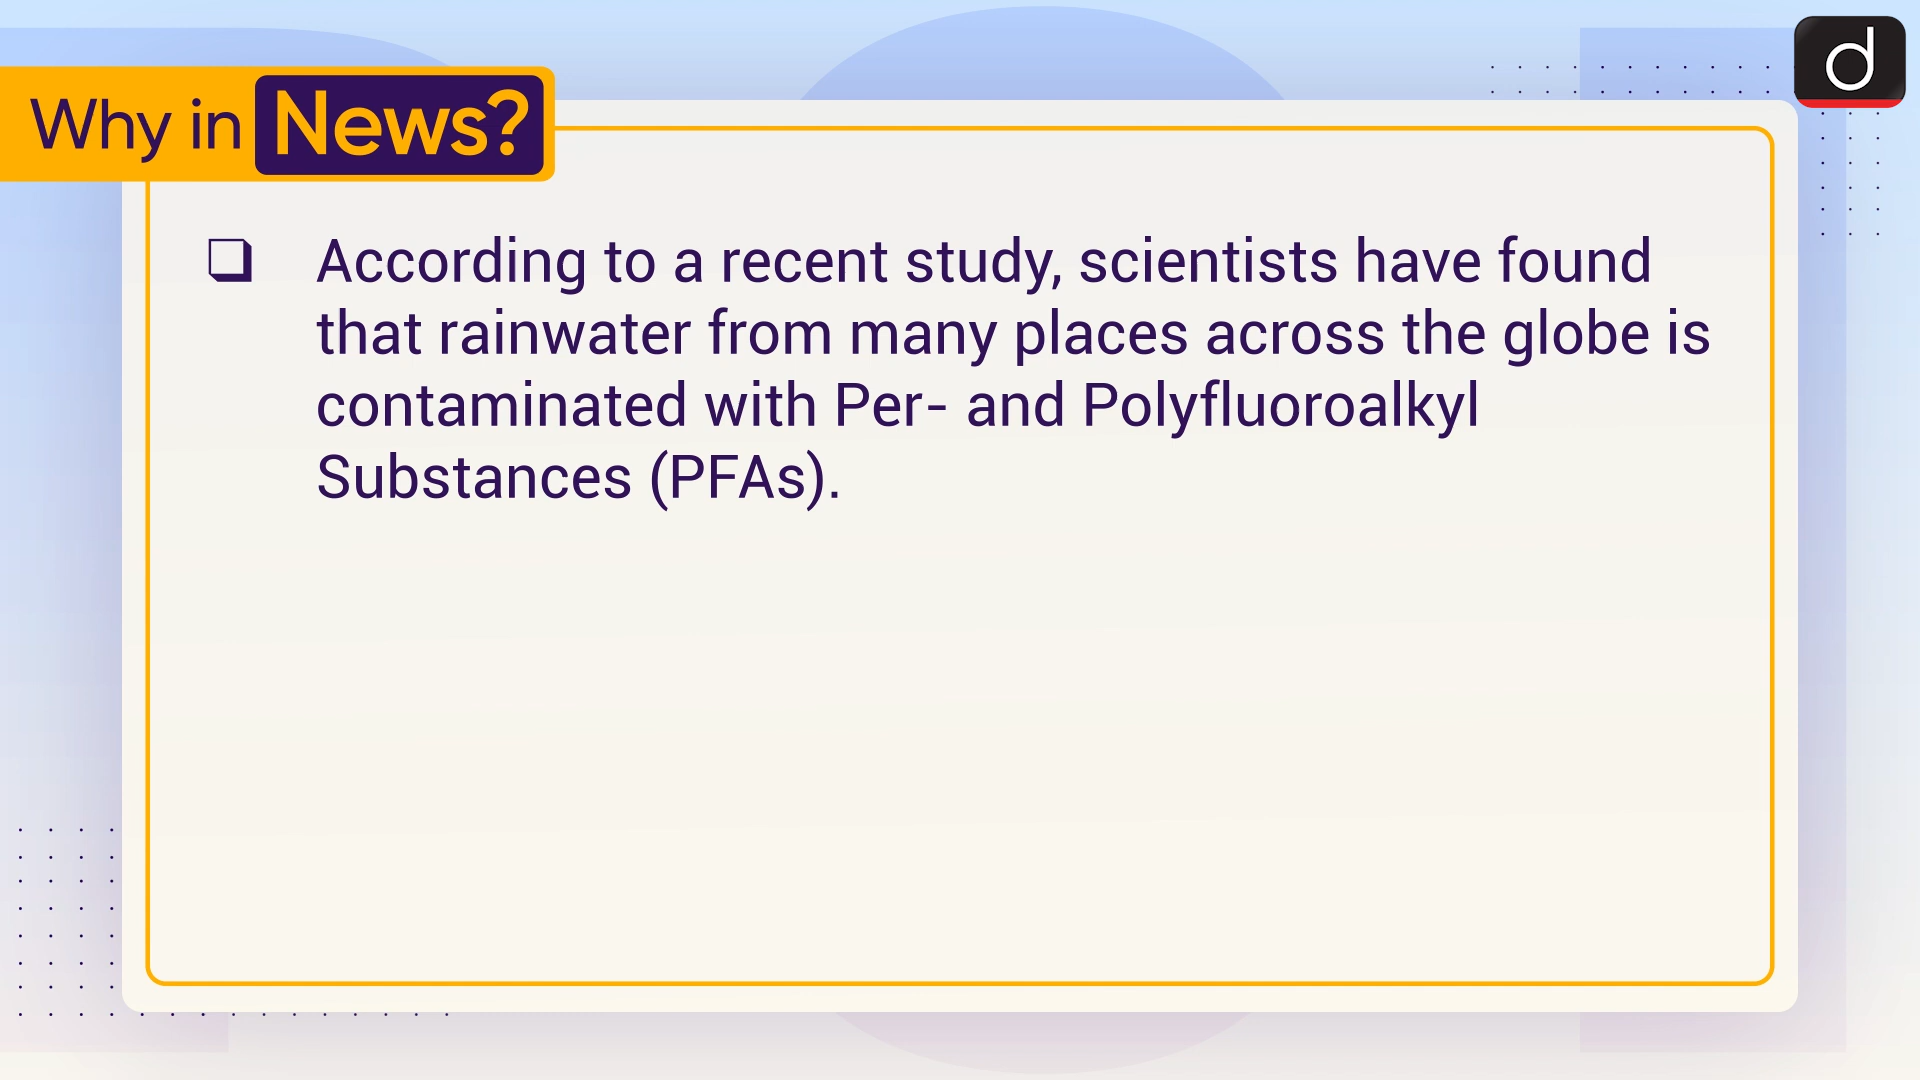 Why in News?
d
❑ According to a recent study, scientists have found
that rainwater from many places across the globe is
contaminated with Per- and Polyfluoroalkyl
Substances (PFAs).